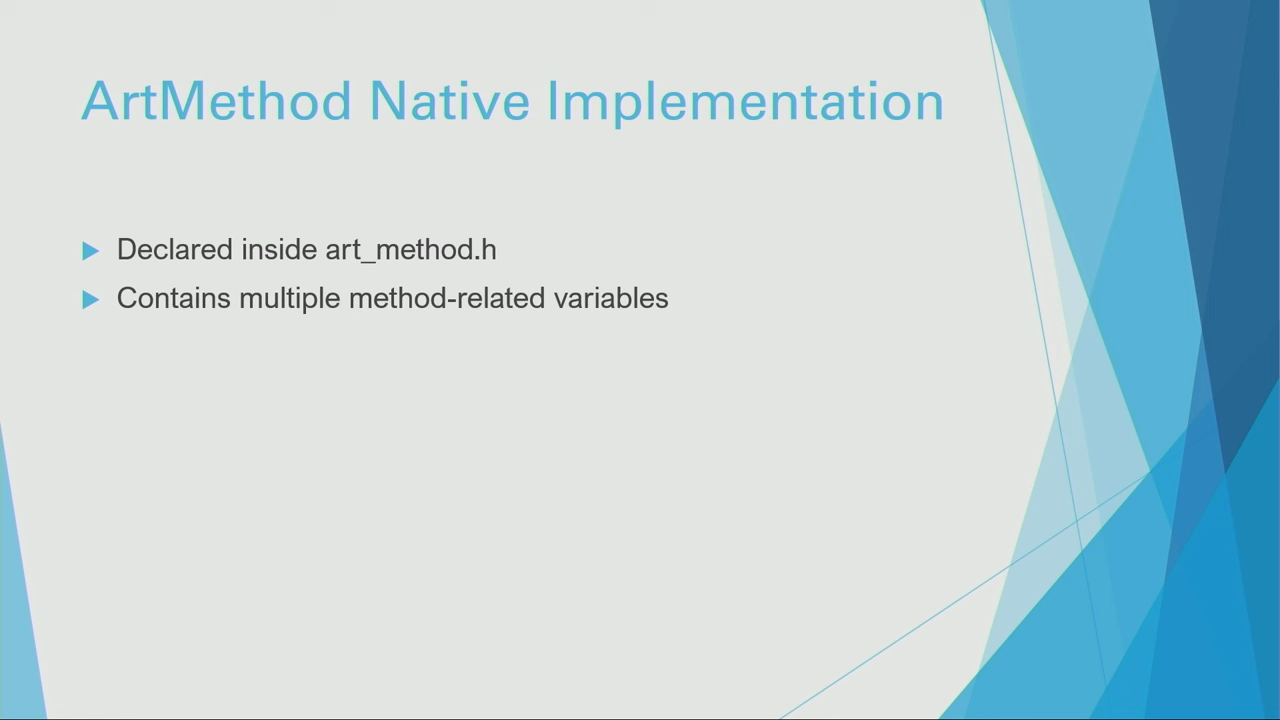 ArtMethod Native Implementation
Declared inside art_method.h
Contains multiple method-related variables